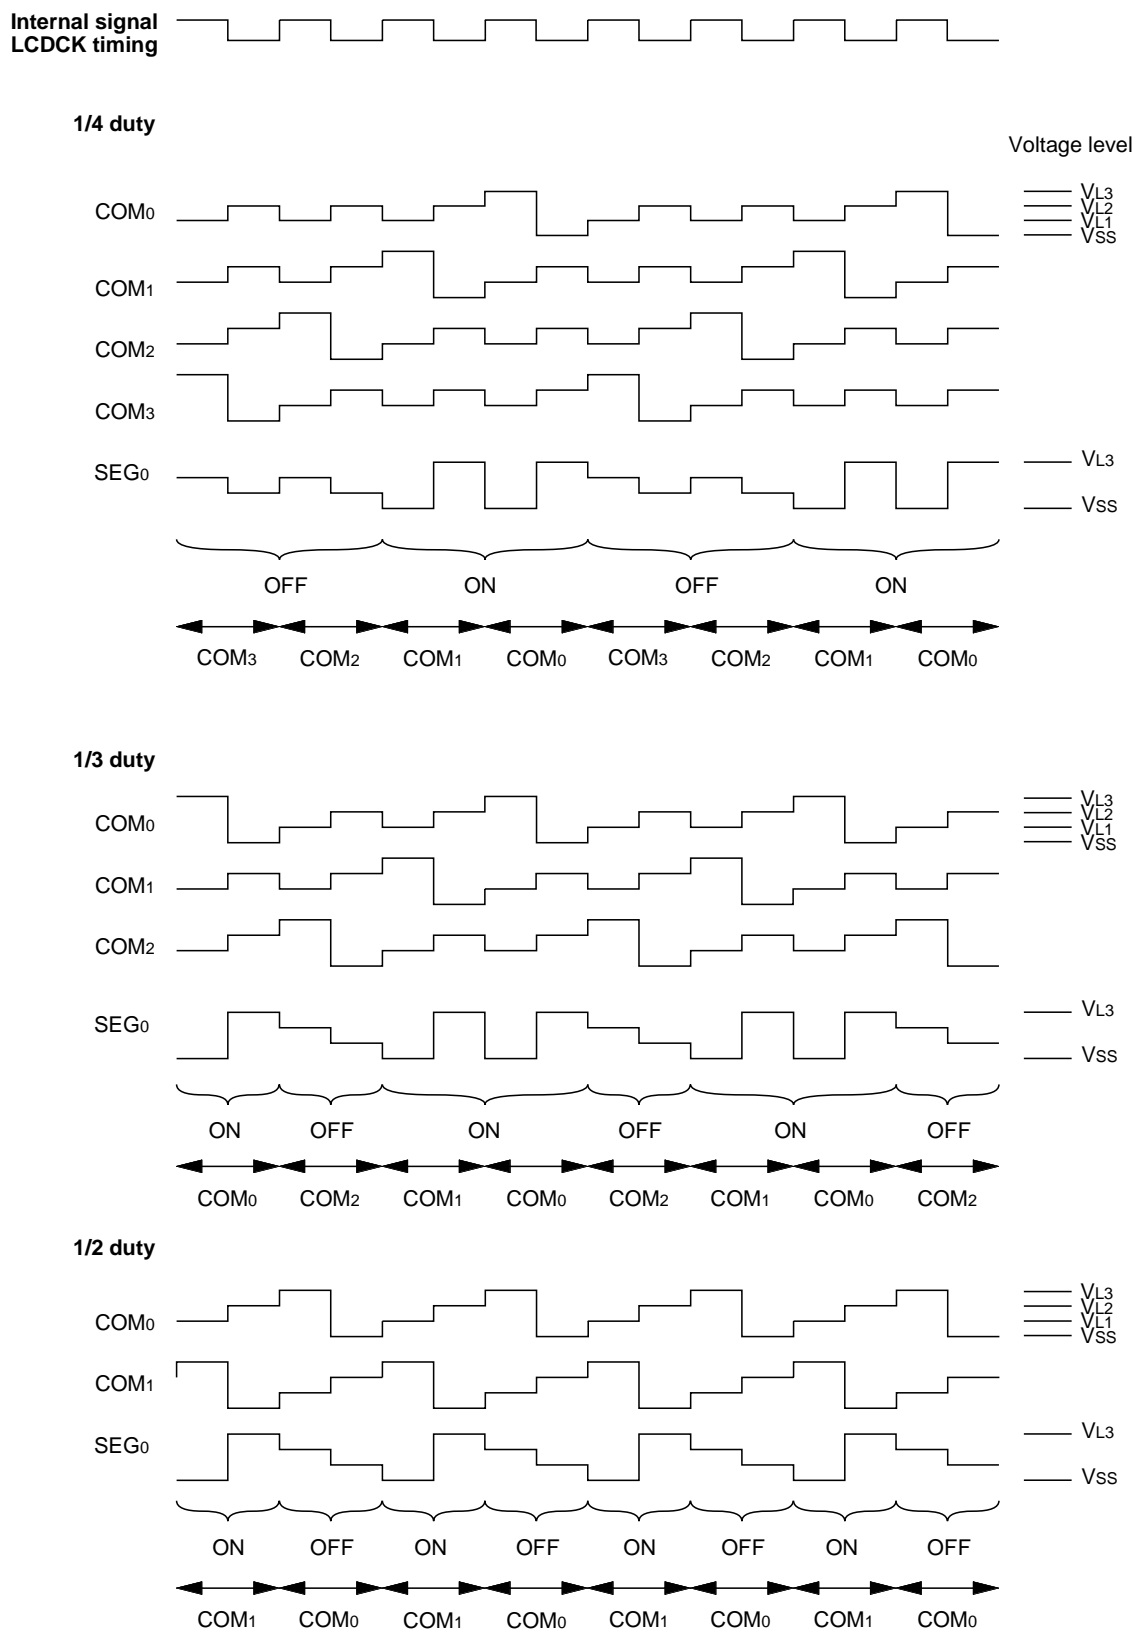 Internal signal
LCDCK timing
1/4 duty
Voltage level
COM0
VL3
VL2
VL1
VSS
COM1
COM2
COM3
SEG0
VL3
VSS
OFF ON OFF ON
COM3 COM2 COM1 COM0 COM3 COM2 COM1 COM0
1/3 duty
COM0
VL3
VL2
VL1
VSS
COM1
COM2
SEG0
VL3
VSS
ON OFF ON OFF ON OFF
COM0 COM2 COM1 COM0 COM2 COM1 COM0 COM2
1/2 duty
COM0
VL3
VL2
VL1
VSS
COM1
SEG0
VL3
VSS
ON OFF ON OFF ON OFF ON OFF
COM1 COM0 COM1 COM0 COM1 COM0 COM1 COM0